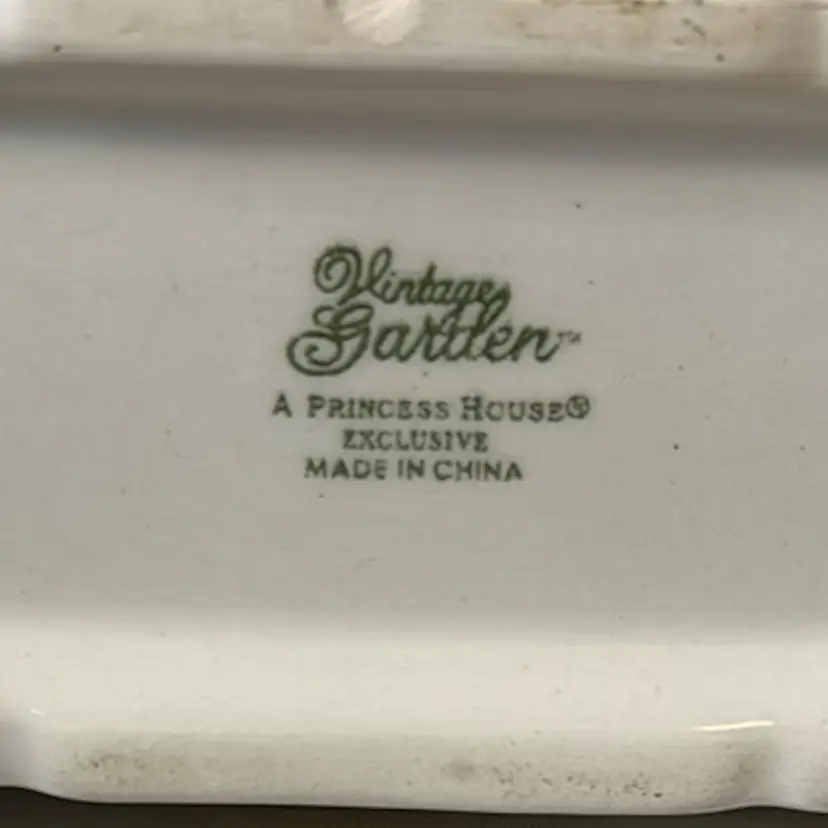 Vintage
Garden™
A PRINCESS HOUSE®
EXCLUSIVE
MADE IN CHINA